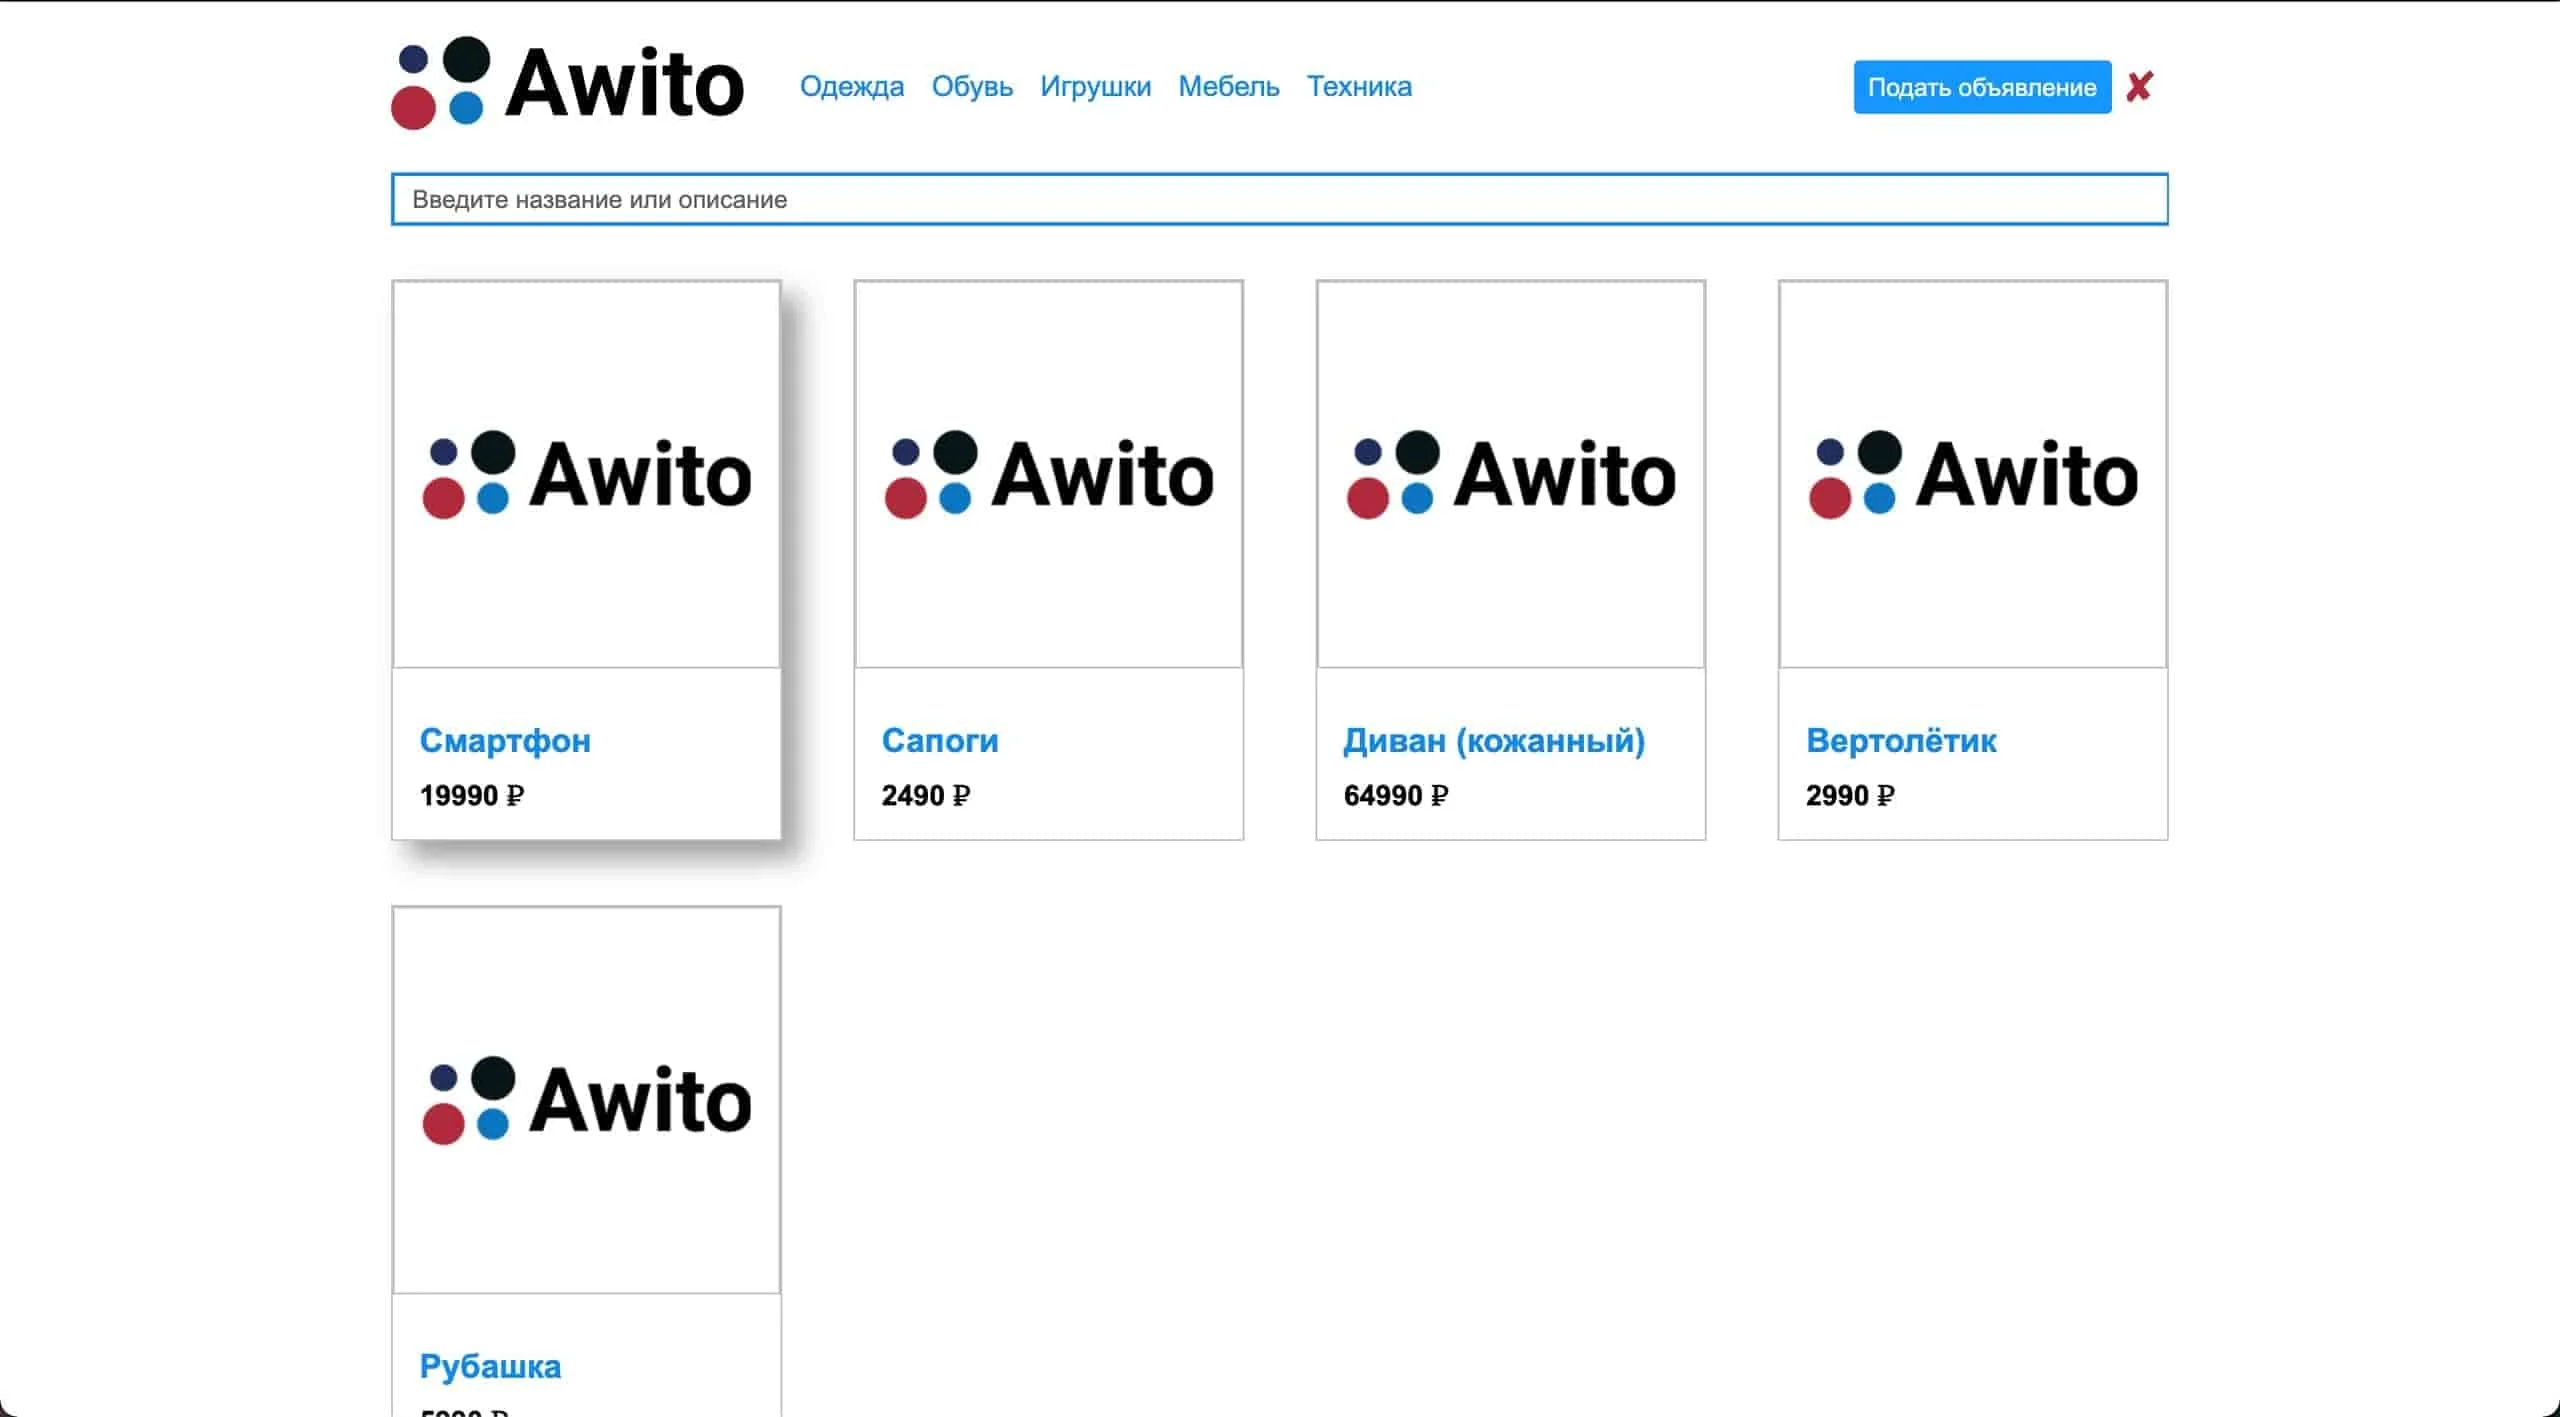 Awito
Одежда Обувь Игрушки Мебель Техника
Подать объявление ✘
Введите название или описание
Awito
Awito
Awito
Awito
Смартфон
19990 ₽
Сапоги
2490 ₽
Диван (кожанный)
64990 ₽
Вертолётик
2990 ₽
Awito
Рубашка